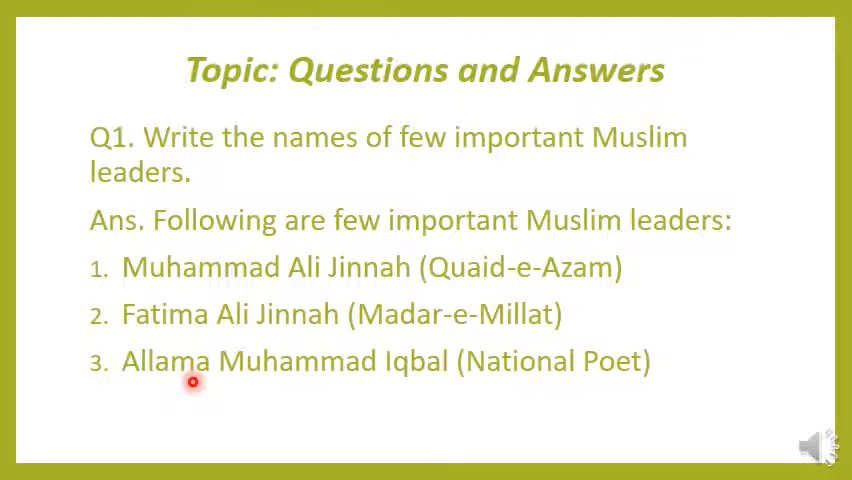 Topic: Questions and Answers
Q1. Write the names of few important Muslim
leaders.
Ans. Following are few important Muslim leaders:
1. Muhammad Ali Jinnah (Quaid-e-Azam)
2. Fatima Ali Jinnah (Madar-e-Millat)
3. Allama Muhammad Iqbal (National Poet)